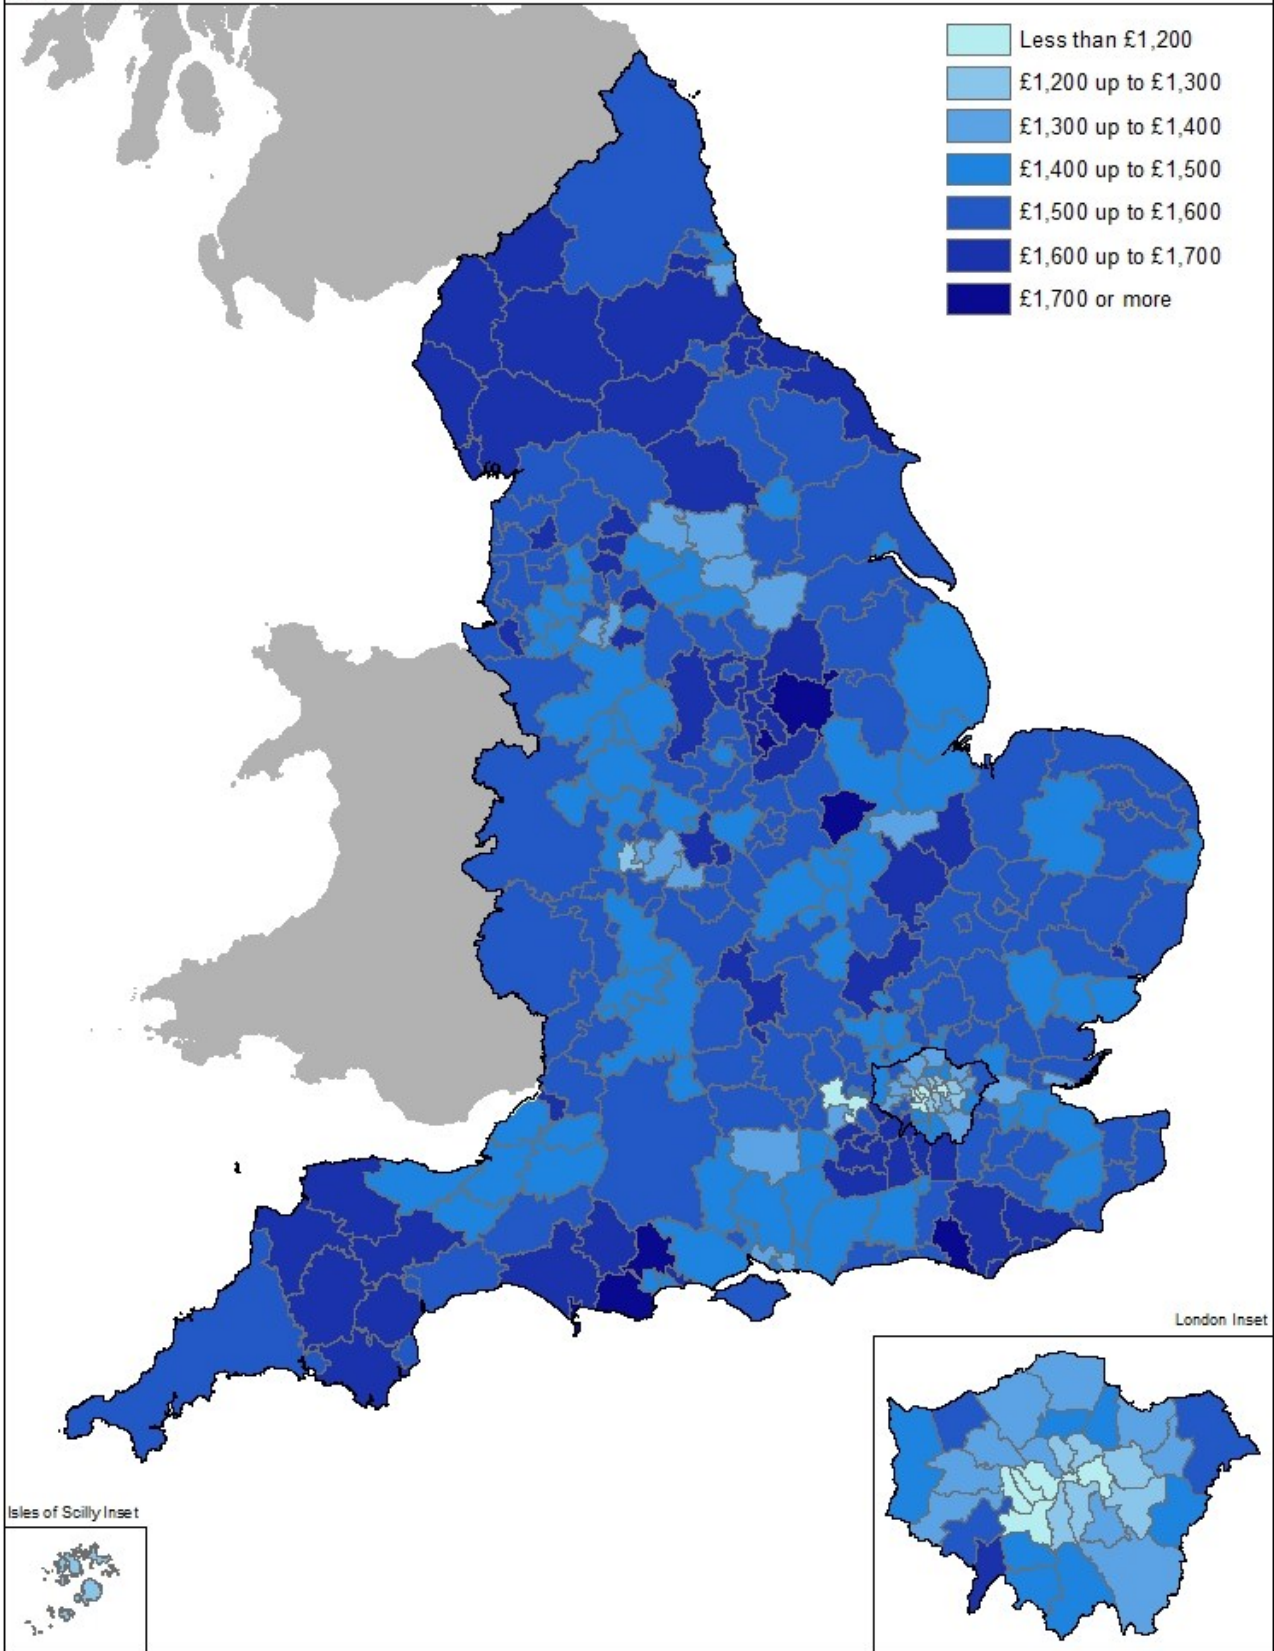 Less than £1,200
£1,200 up to £1,300
£1,300 up to £1,400
£1,400 up to £1,500
£1,500 up to £1,600
£1,600 up to £1,700
£1,700 or more
London Inset
Isles of Scilly Inset